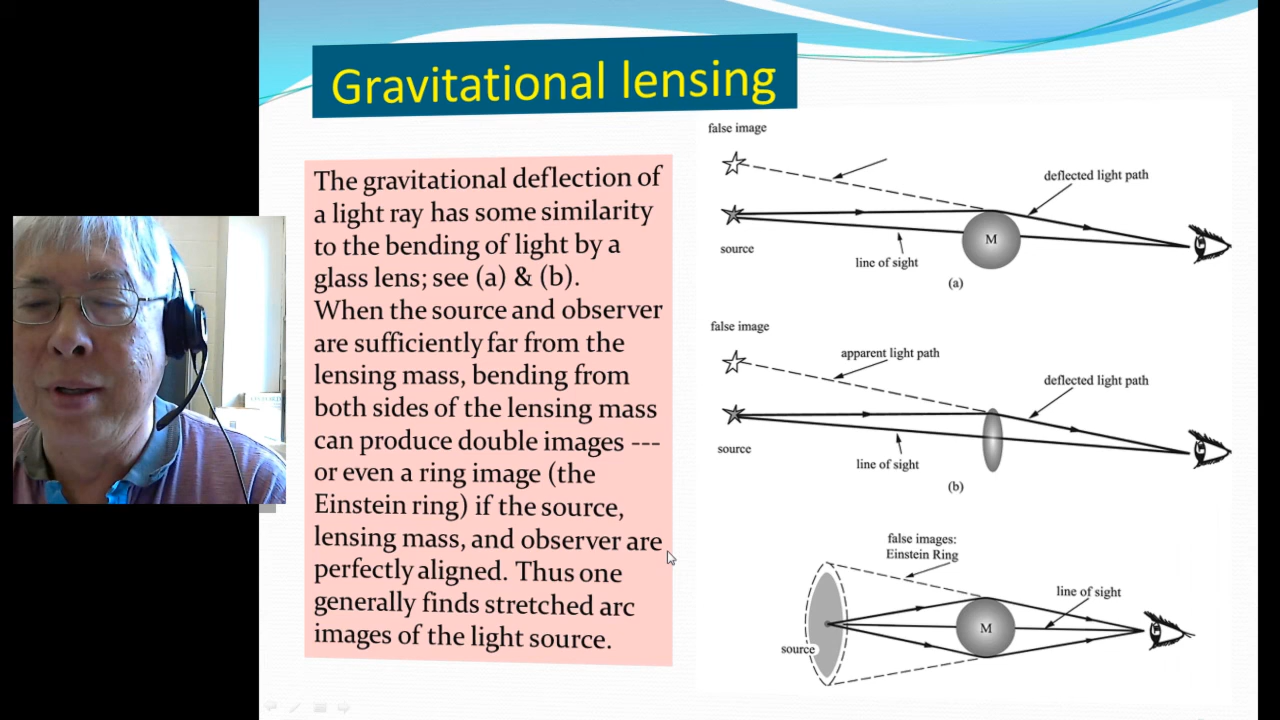 Gravitational lensing
The gravitational deflection of
a light ray has some similarity
to the bending of light by a
glass lens; see (a) & (b).
When the source and observer
are sufficiently far from the
lensing mass, bending from
both sides of the lensing mass
can produce double images ---
or even a ring image (the
Einstein ring) if the source,
lensing mass, and observer are
perfectly aligned. Thus one
generally finds stretched arc
images of the light source.
false image
deflected light path
source
M
line of sight
(a)
false image
apparent light path
deflected light path
source
line of sight
(b)
false images:
Einstein Ring
line of sight
M
source